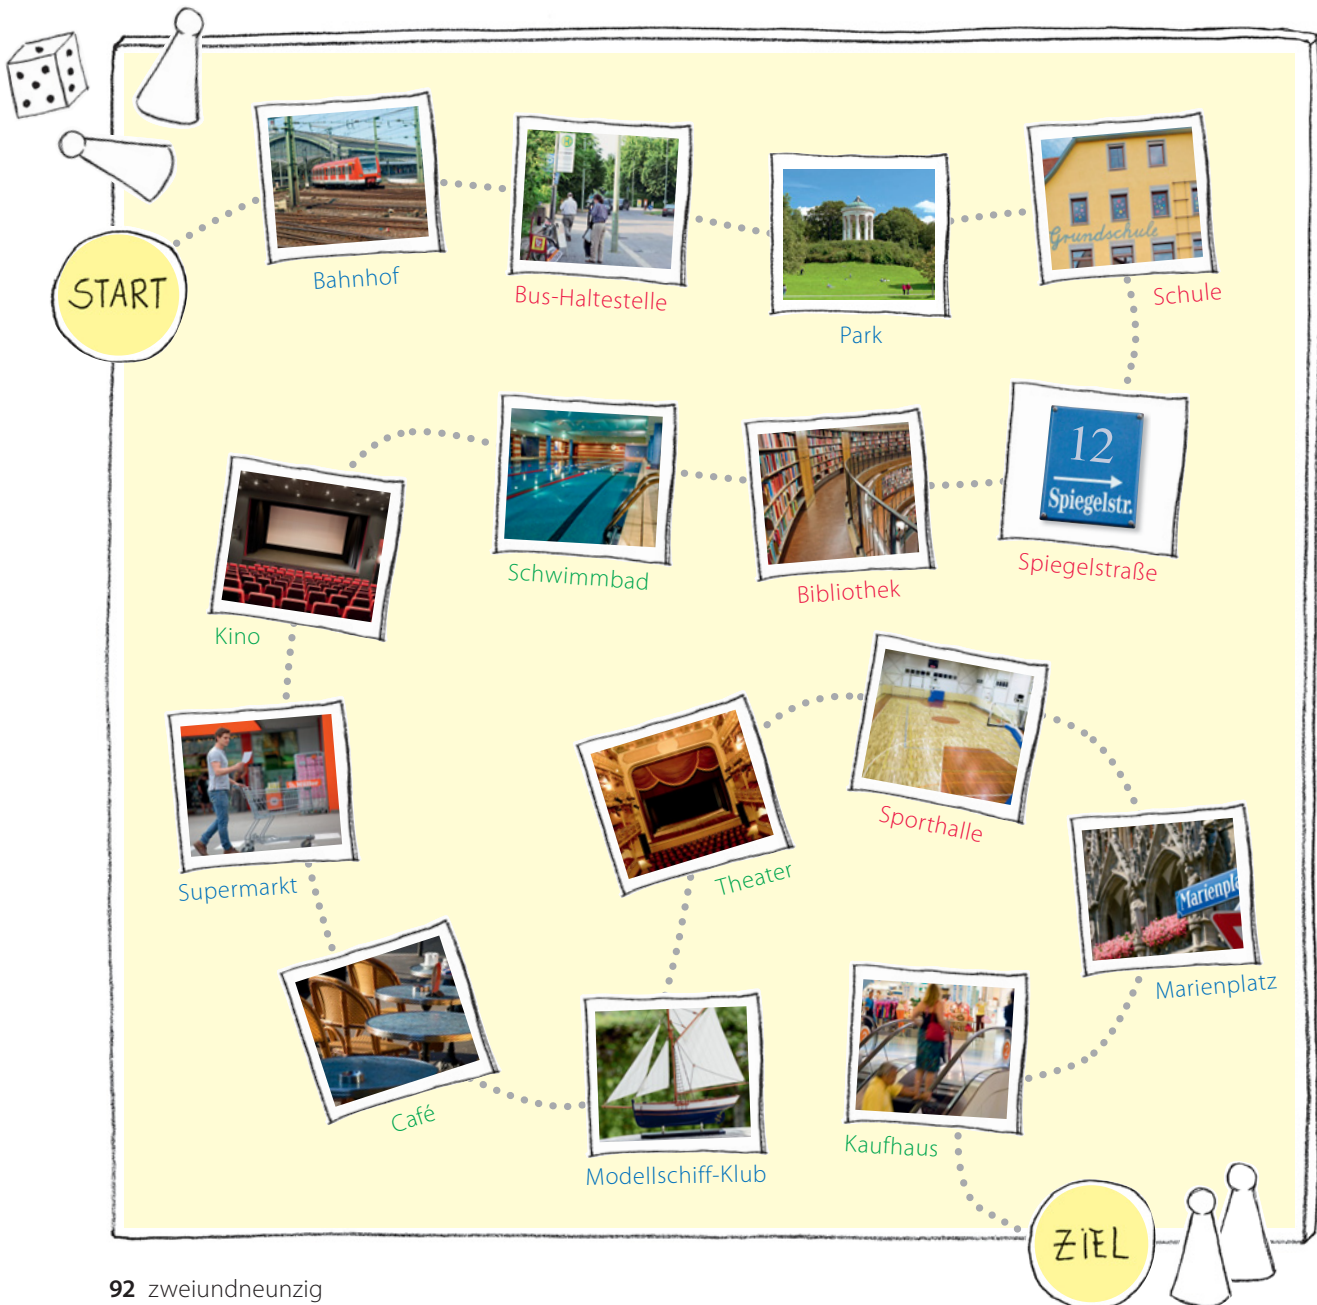 START
Bahnhof
Bus-Haltestelle
Park
Grundschule
Schule
12
Spiegelstr.
Spiegelstraße
Bibliothek
Schwimmbad
Kino
Supermarkt
Café
Modellschiff-Klub
Theater
Sporthalle
Marienpla
Marienplatz
Kaufhaus
ZiEL
92 zweiundneunzig